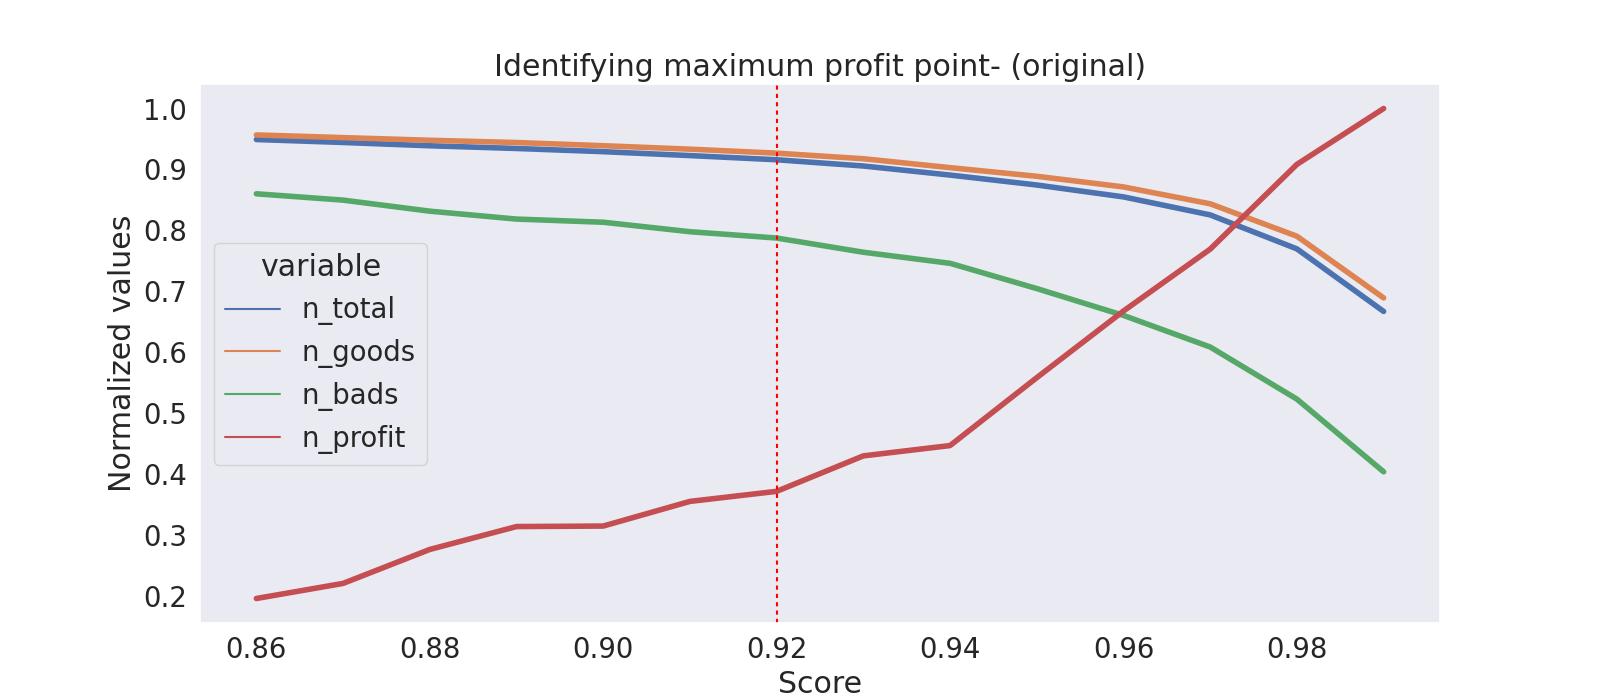 Identifying maximum profit point- (original)
Normalized values
1.0
0.9
0.8
0.7
0.6
0.5
0.4
0.3
0.2
variable
n_total
n_goods
n_bads
n_profit
0.86 0.88 0.90 0.92 0.94 0.96 0.98
Score